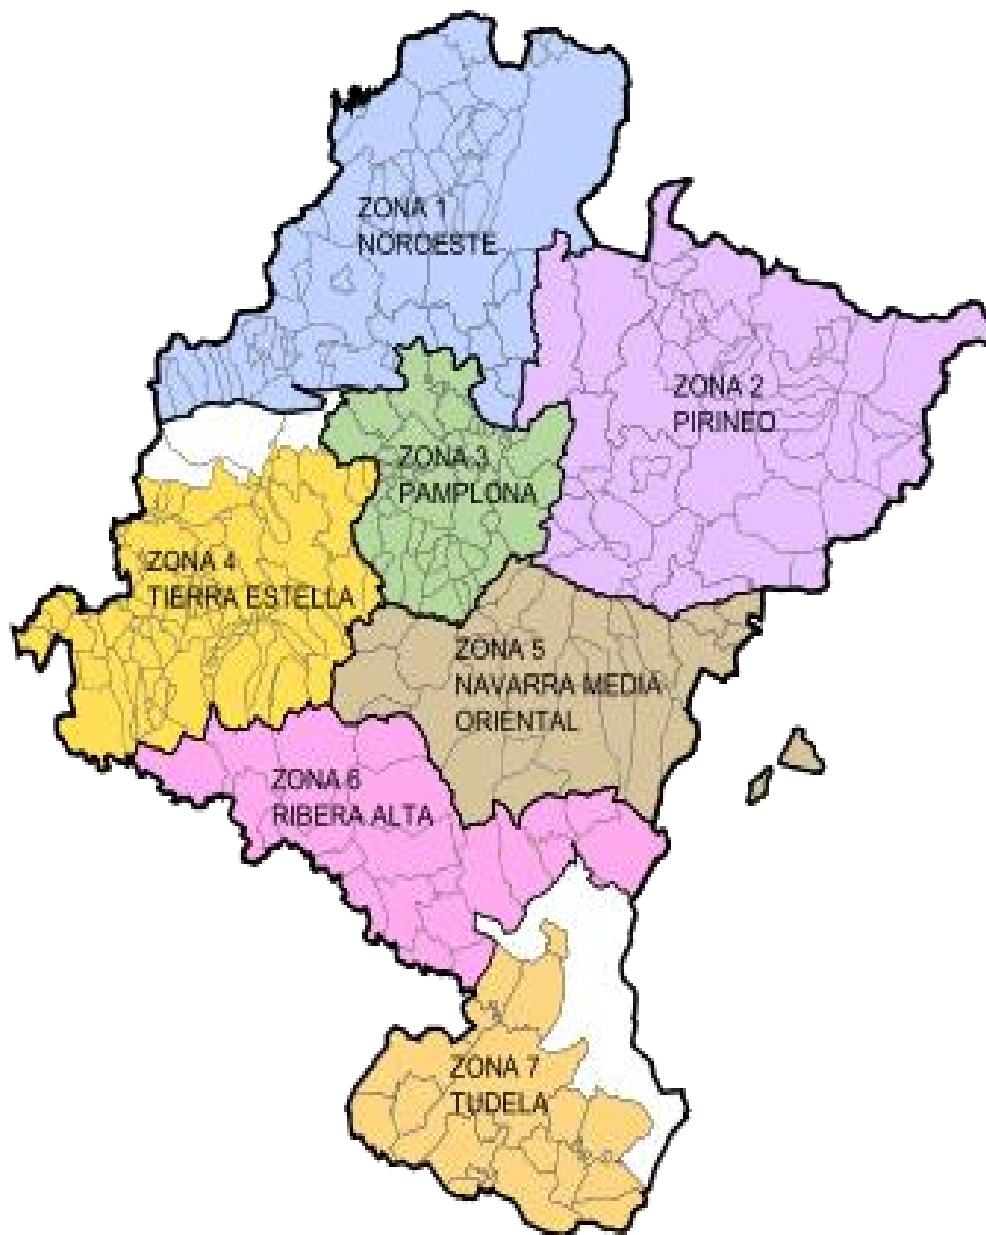 ZONA 1
NOROESTE
ZONA 2
PIRINEO
ZONA 3
PAMPLONA
ZONA 4
TIERRA ESTELLA
ZONA 5
NAVARRA MEDIA
ORIENTAL
ZONA 6
RIBERA ALTA
ZONA 7
TUDELA